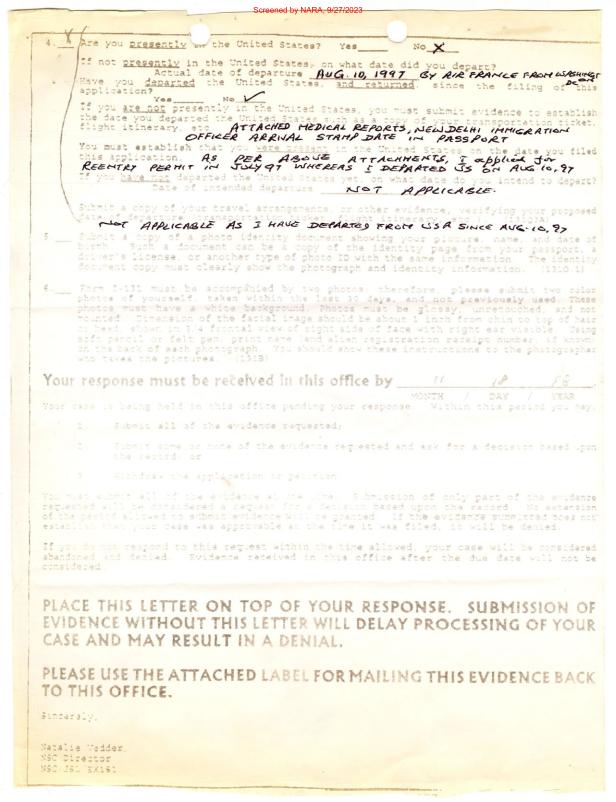 Screened by NARA, 9/27/2023
4. X Are you presently in the United States? Yes No X
If not presently in the United States, on what date did you depart?
Actual date of departure AUG. 10, 1997 BY AIR FRANCE FROM WASHINGTON DC
Have you departed the United States, and returned, since the filing of this
application?
Yes No ✓
If you are not presently in the United States, you must submit evidence to establish
the date you departed the United States such as a copy of your transportation ticket,
flight itinerary, ATTACHED MEDICAL REPORTS, NEW DELHI IMMIGRATION
OFFICER ARRIVAL STAMP DATE IN PASSPORT
You must establish that you were present in the United States on the date you filed
this application. AS PER ABOVE ATTACHMENTS, I applied for
REENTRY PERMIT IN JULY 97 WHEREAS I DEPARTED US ON AUG 10, 97
If you have not departed the United States yet, on what date do you intend to depart?
Date of intended departure NOT APPLICABLE.
Submit a copy of your travel arrangements, or other evidence, verifying your proposed
date of departure
NOT APPLICABLE AS I HAVE DEPARTED FROM USA SINCE AUG. 10, 97
5. Submit a copy of a photo identity document showing your picture, name, and date of
birth. Such a document can be a copy of the identity page from your passport,
driver's license, or another type of photo ID with the same information. The identity
document copy must clearly show the photograph and identity information. (1310.1)
6. Form I-131 must be accompanied by two photos, therefore, please submit two color
photos of yourself, taken within the last 30 days, and not previously used. These
photos must have a white background. Photos must be glossy, unretouched, and not
mounted. Dimension of the facial image should be about 1 inch from chin to top of hair
or head, shown in 3/4 frontal view of right side of face with right ear visible. Using
soft pencil or felt pen, print name (and alien registration receipt number, if known)
on the back of each photograph. You should show these instructions to the photographer
who takes the pictures.
Your response must be received in this office by 11 18
MONTH / DAY / YEAR
Your case is being held in this office pending your response. Within this period you may:
1. Submit all of the evidence requested;
2. Submit some or none of the evidence requested and ask for a decision based upon
the record; or
3. Withdraw the application or petition.
You must submit all of the evidence at one time. Submission of only part of the evidence
requested will be considered a request for a decision based upon the record. No extension
of the period allowed to submit evidence will be granted. If the evidence submitted does not
establish that your case was approvable at the time it was filed, it will be denied.
If you do not respond to this request within the time allowed, your case will be considered
abandoned and denied. Evidence received in this office after the due date will not be
considered.
PLACE THIS LETTER ON TOP OF YOUR RESPONSE. SUBMISSION OF
EVIDENCE WITHOUT THIS LETTER WILL DELAY PROCESSING OF YOUR
CASE AND MAY RESULT IN A DENIAL.
PLEASE USE THE ATTACHED LABEL FOR MAILING THIS EVIDENCE BACK
TO THIS OFFICE.
Sincerely,
Natalie Vedder
NSC Director